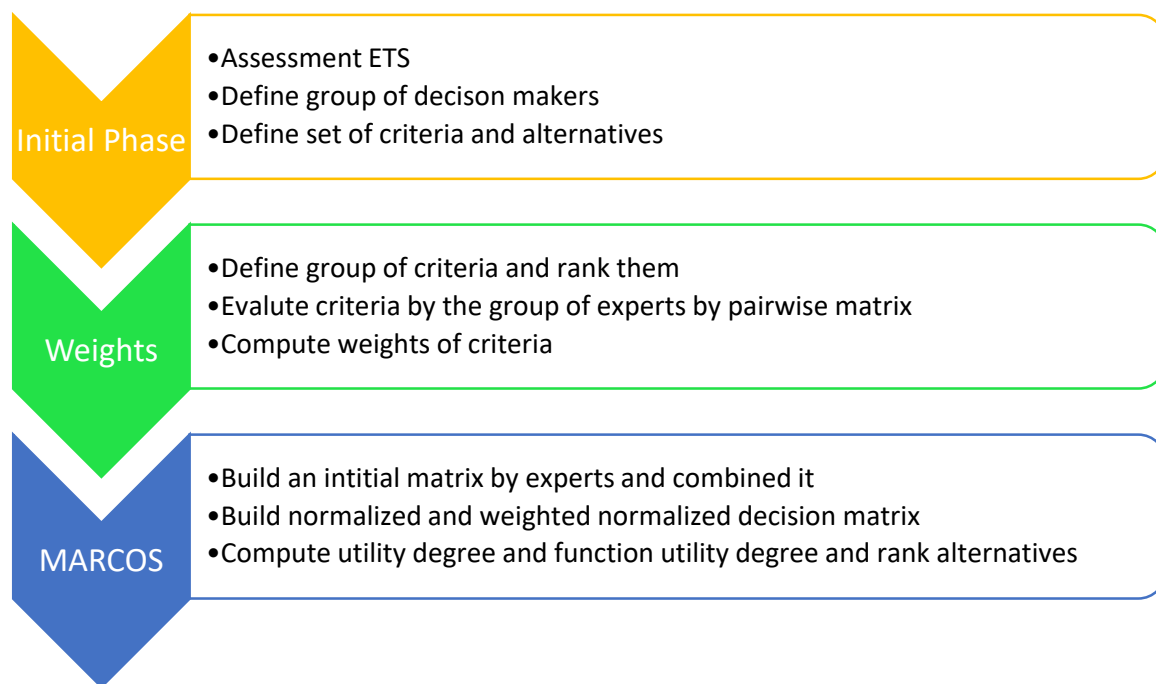 Initial Phase
•Assessment ETS
•Define group of decison makers
•Define set of criteria and alternatives
Weights
•Define group of criteria and rank them
•Evalute criteria by the group of experts by pairwise matrix
•Compute weights of criteria
MARCOS
•Build an intitial matrix by experts and combined it
•Build normalized and weighted normalized decision matrix
•Compute utility degree and function utility degree and rank alternatives